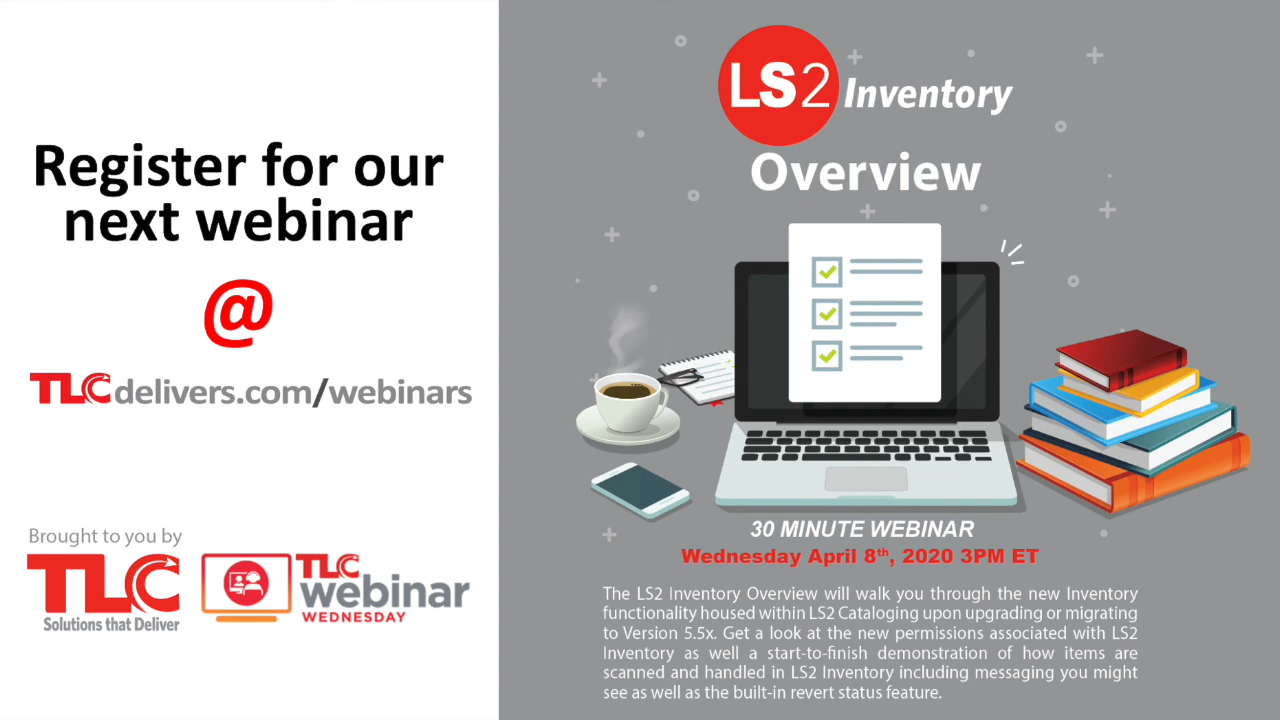 Register for our
next webinar
@
TLCdelivers.com/webinars
Brought to you by
TLC
Solutions that Deliver
TLC
webinar
WEDNESDAY
LS2 Inventory
Overview
30 MINUTE WEBINAR
Wednesday April 8th, 2020 3PM ET
The LS2 Inventory Overview will walk you through the new Inventory
functionality housed within LS2 Cataloging upon upgrading or migrating
to Version 5.5x. Get a look at the new permissions associated with LS2
Inventory as well a start-to-finish demonstration of how items are
scanned and handled in LS2 Inventory including messaging you might
see as well as the built-in revert status feature.